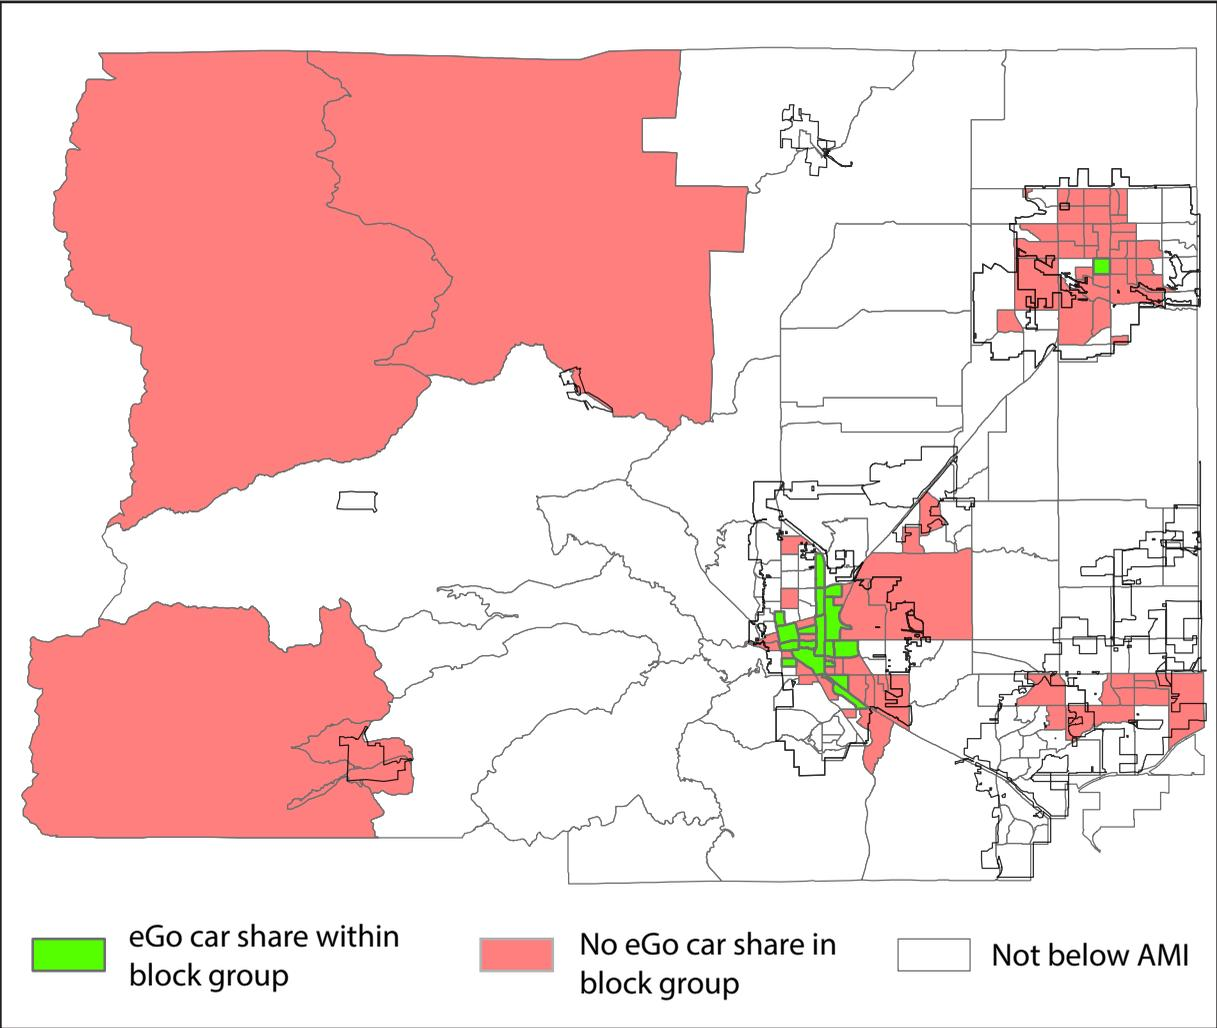 eGo car share within
block group
No eGo car share in
block group
Not below AMI